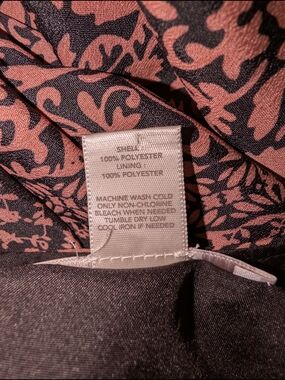 SHELL
100% POLYESTER
LINING :
100% POLYESTER
MACHINE WASH COLD
ONLY NON-CHLORINE
BLEACH WHEN NEEDED
TUMBLE DRY LOW
COOL IRON IF NEEDED